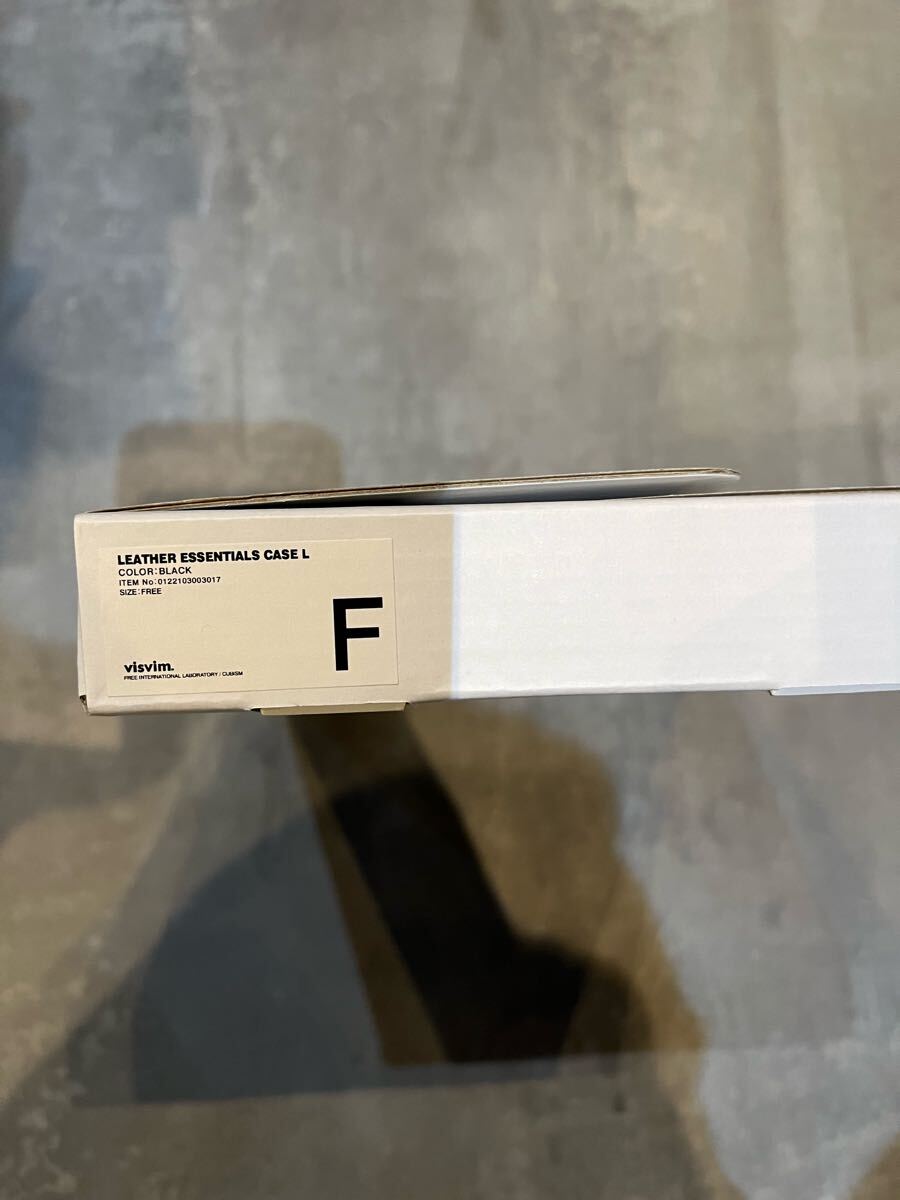 LEATHER ESSENTIALS CASE L
COLOR:BLACK
ITEM No:0122103003017
SIZE:FREE
F
visvim.
FREE INTERNATIONAL LABORATORY / CUBISM